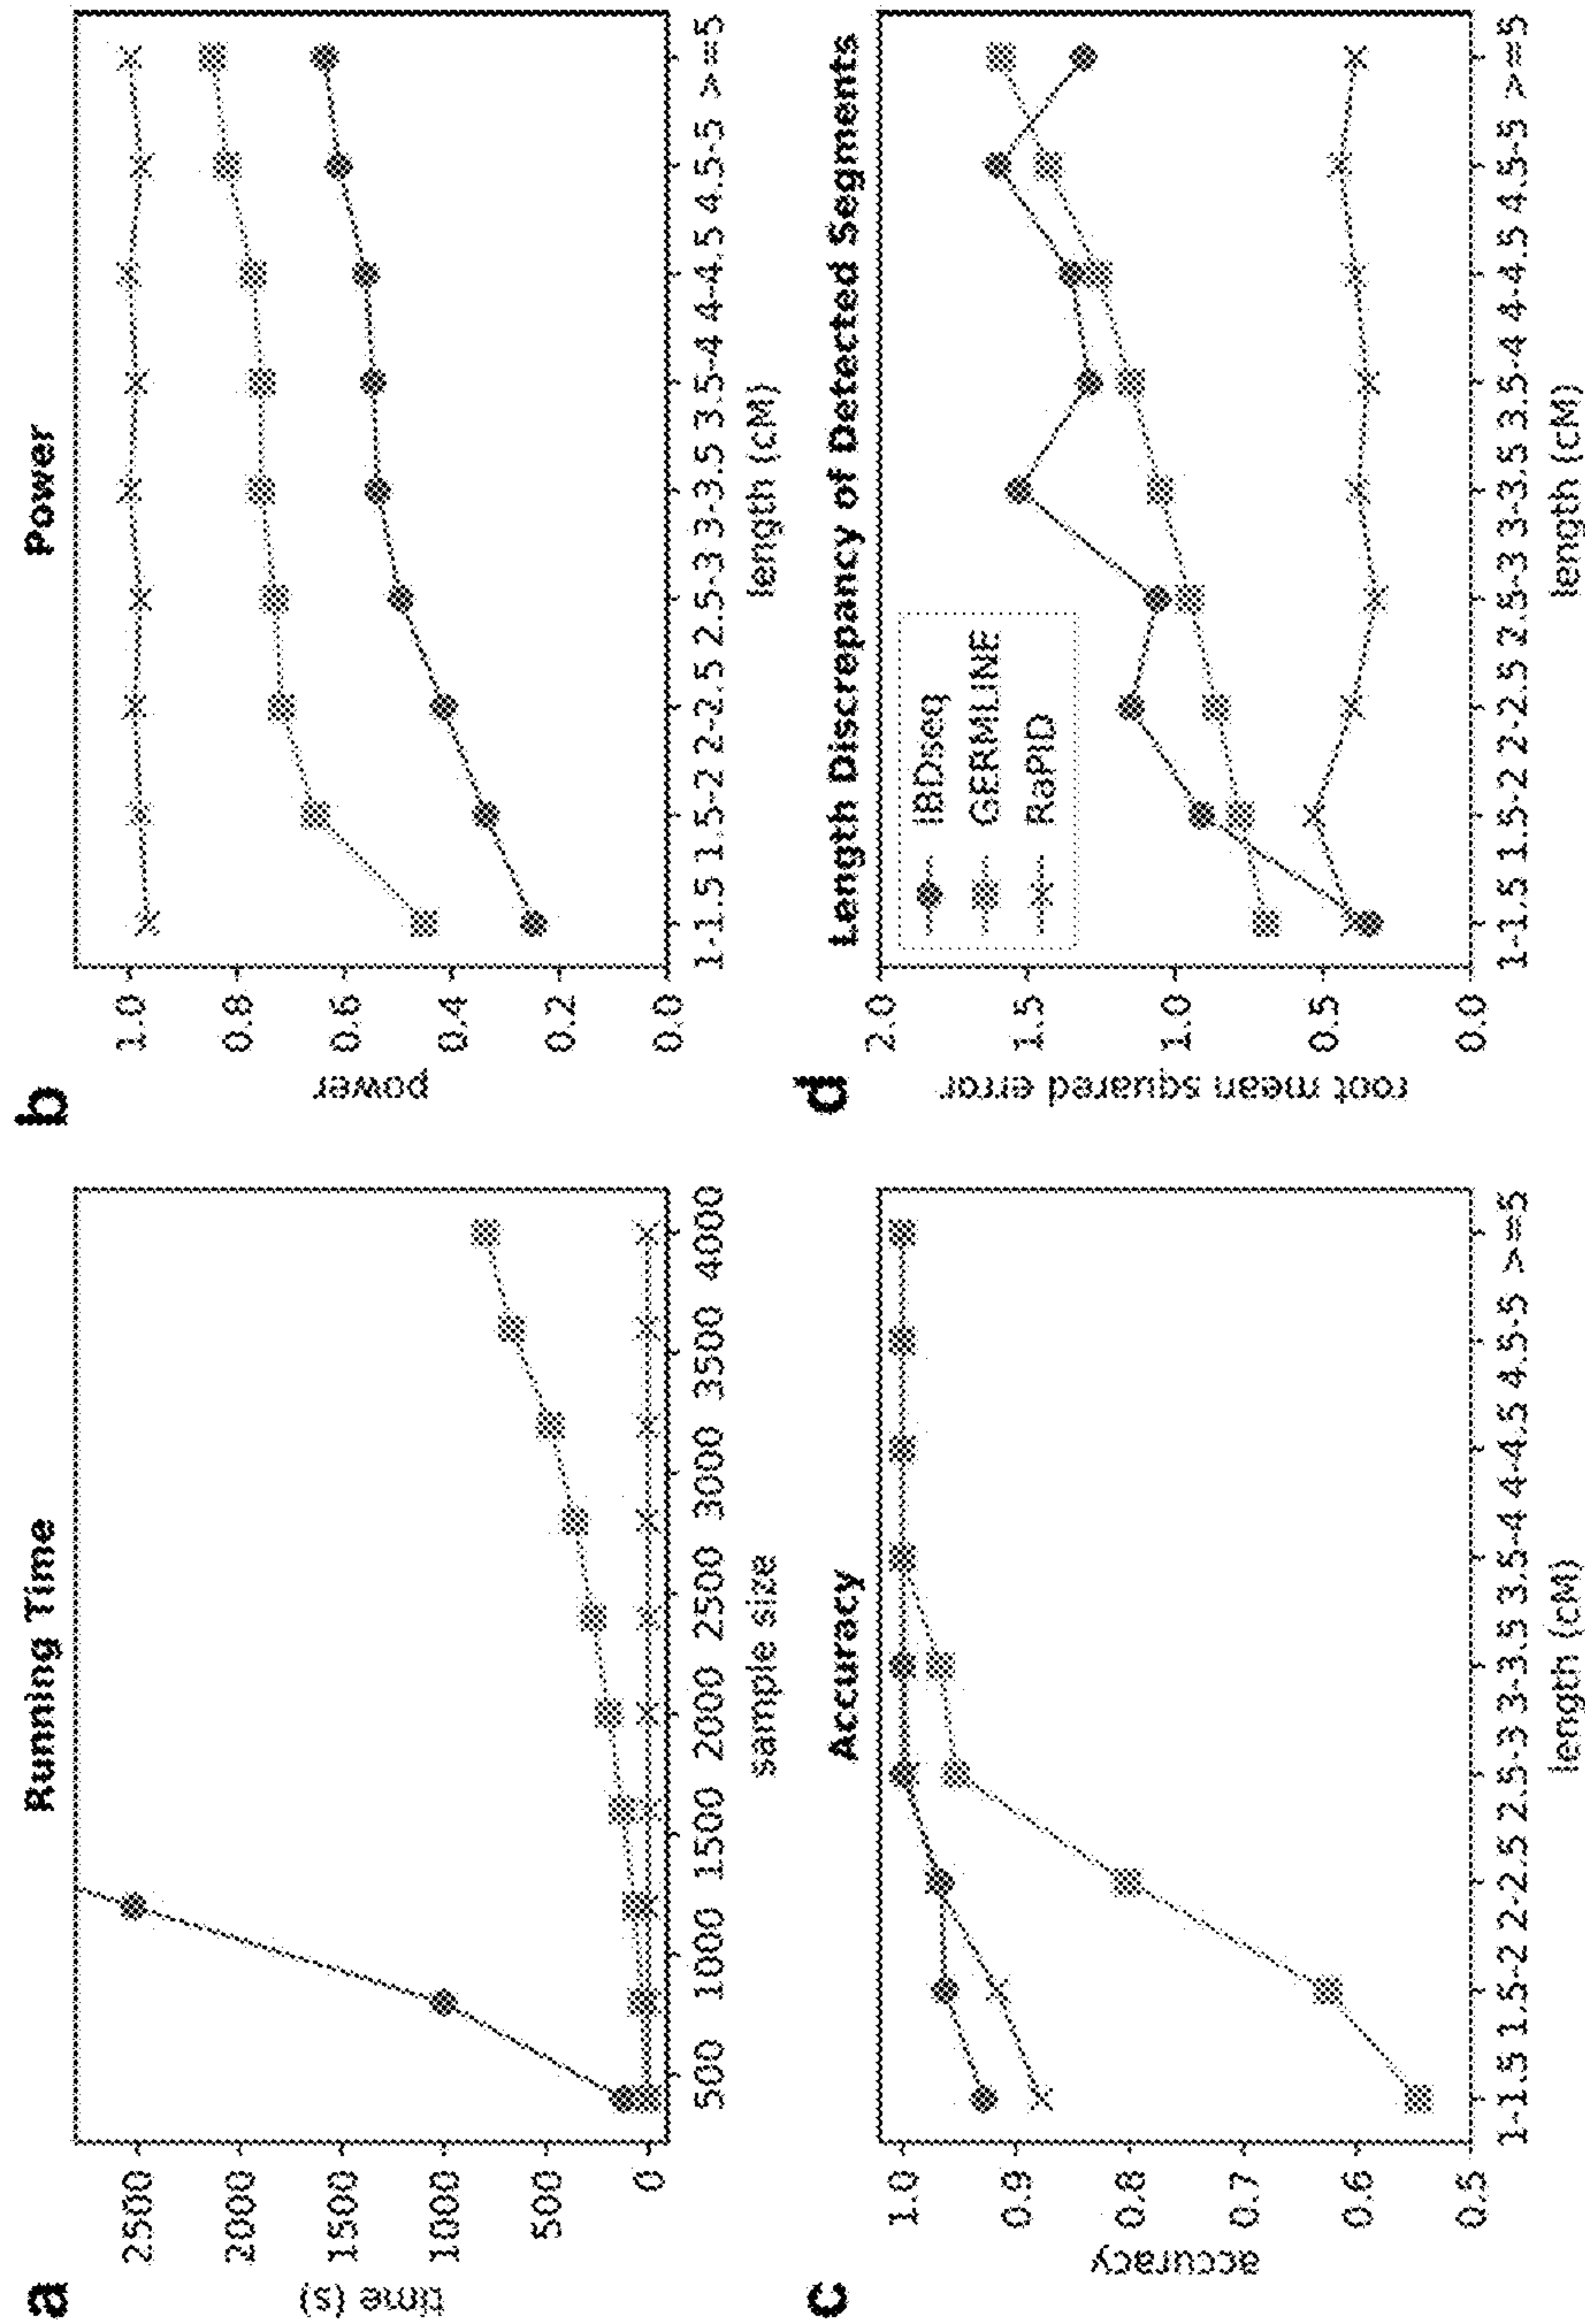 a
Running Time
time (s)
2500
2000
1500
1000
500
0
500 1000 1500 2000 2500 3000 3500 4000
sample size
b
Power
power
1.0
0.8
0.6
0.4
0.2
0.0
1-1.5 1.5-2 2-2.5 2.5-3 3-3.5 3.5-4 4-4.5 4.5-5 >=5
length (cM)
c
Accuracy
accuracy
1.0
0.9
0.8
0.7
0.6
0.5
1-1.5 1.5-2 2-2.5 2.5-3 3-3.5 3.5-4 4-4.5 4.5-5 >=5
length (cM)
d
Length Discrepancy of Detected Segments
root mean squared error
2.0
1.5
1.0
0.5
0.0
IBDseq
GERMLINE
RaPID
1-1.5 1.5-2 2-2.5 2.5-3 3-3.5 3.5-4 4-4.5 4.5-5 >=5
length (cM)